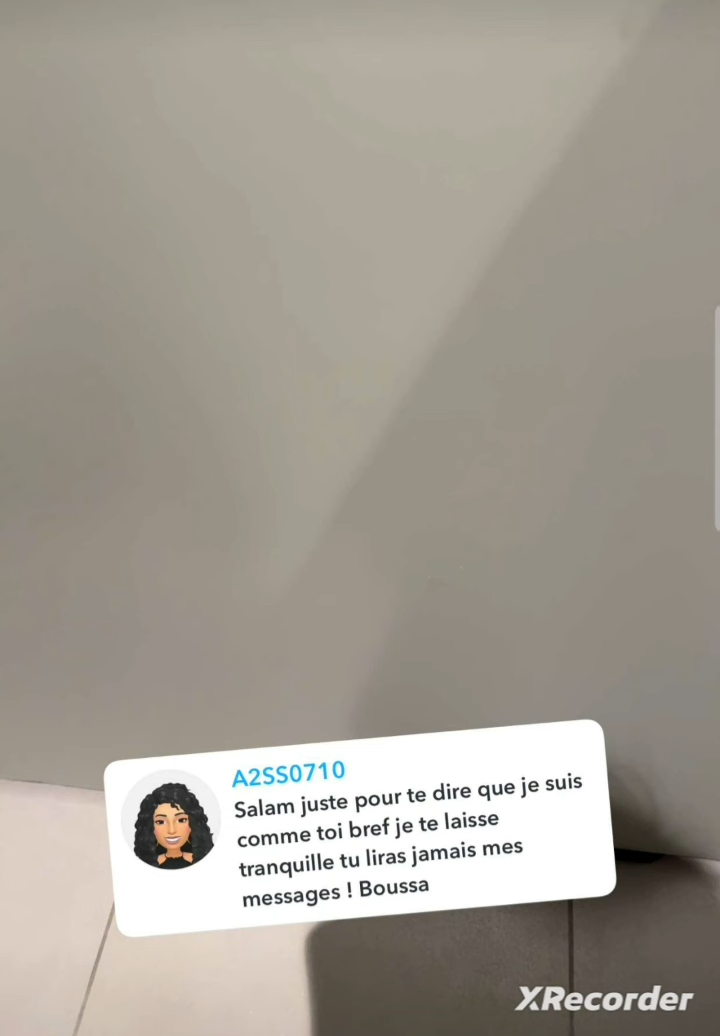 A2SS0710
Salam juste pour te dire que je suis
comme toi bref je te laisse
tranquille tu liras jamais mes
messages ! Boussa
XRecorder